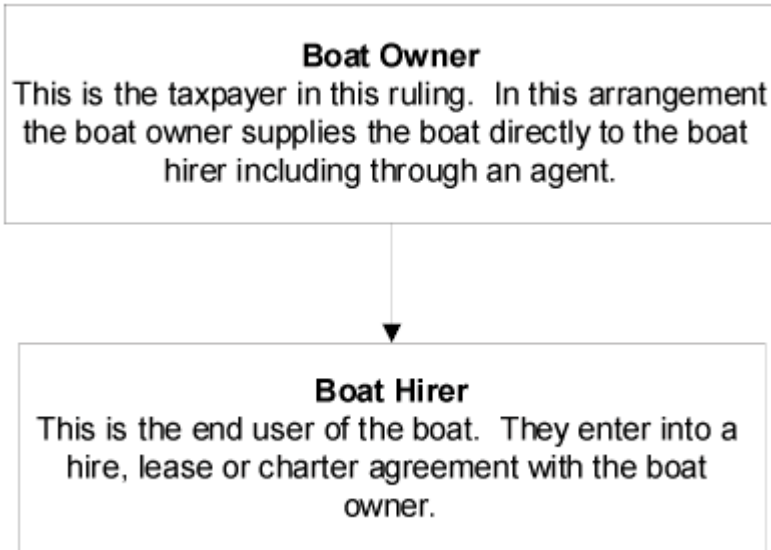 Boat Owner
This is the taxpayer in this ruling.  In this arrangement
the boat owner supplies the boat directly to the boat
hirer including through an agent.
Boat Hirer
This is the end user of the boat.  They enter into a
hire, lease or charter agreement with the boat
owner.